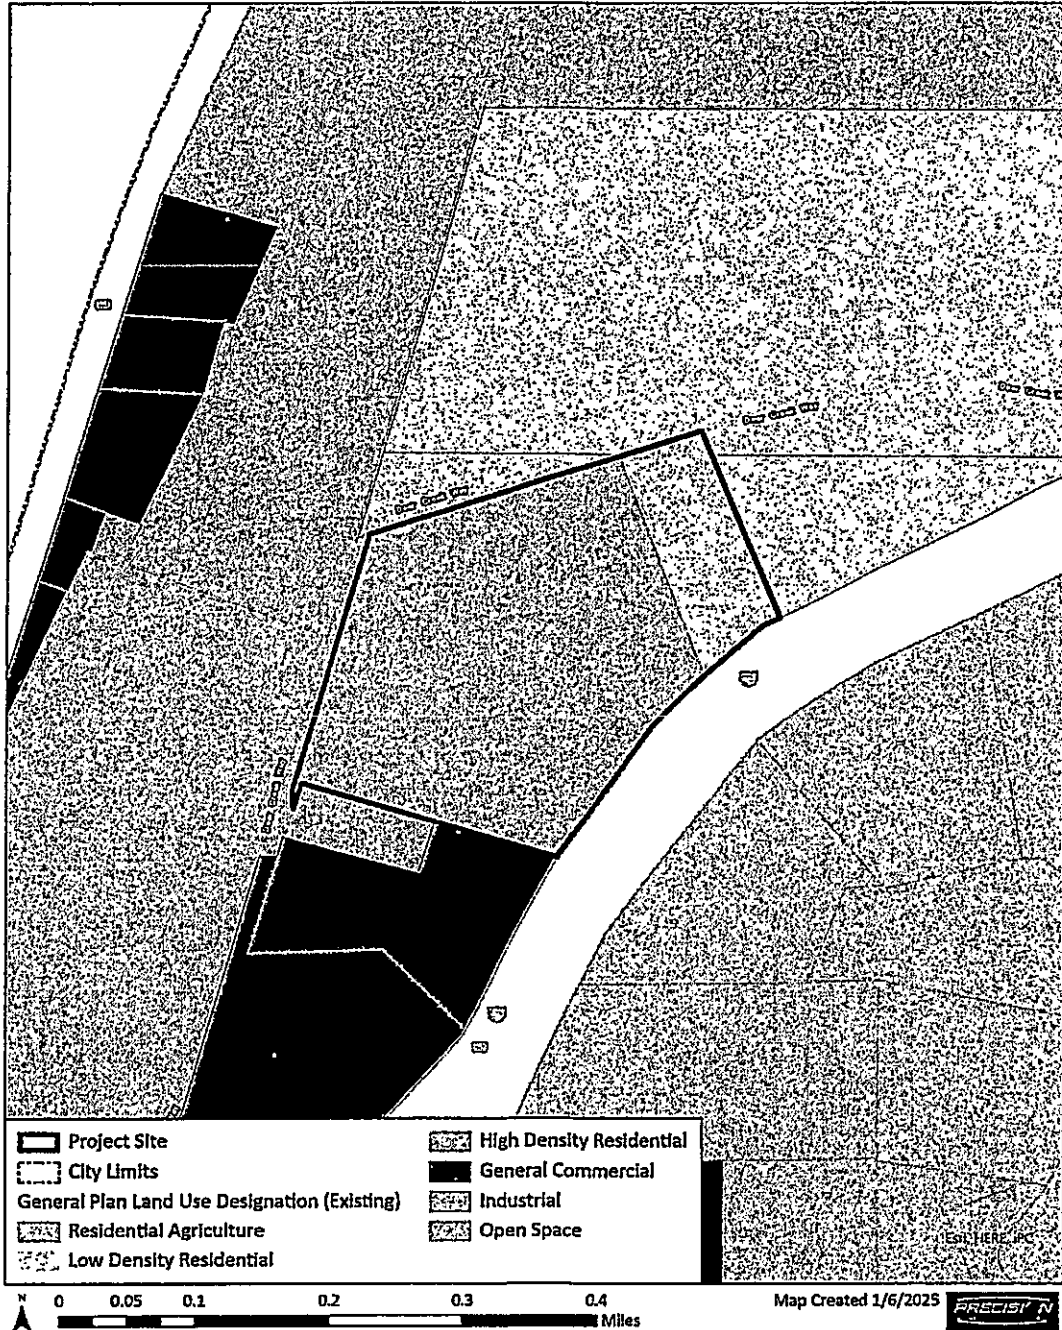 Project Site
City Limits
General Plan Land Use Designation (Existing)
Residential Agriculture
Low Density Residential
High Density Residential
General Commercial
Industrial
Open Space
N
0 0.05 0.1 0.2 0.3 0.4
Miles
Map Created 1/6/2025